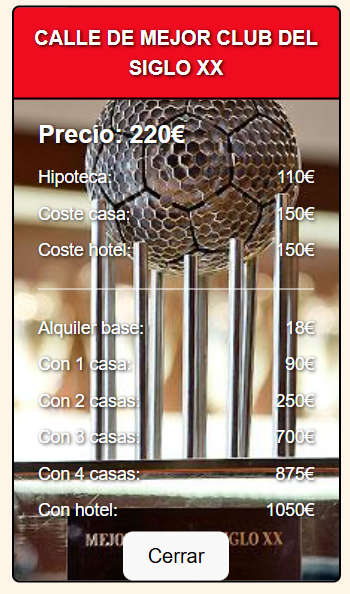 CALLE DE MEJOR CLUB DEL
SIGLO XX
Precio: 220€
Hipoteca: 110€
Coste casa: 150€
Coste hotel: 150€
Alquiler base: 18€
Con 1 casa: 90€
Con 2 casas: 250€
Con 3 casas: 700€
Con 4 casas: 875€
Con hotel: 1050€
MEJO
GLO XX
Cerrar